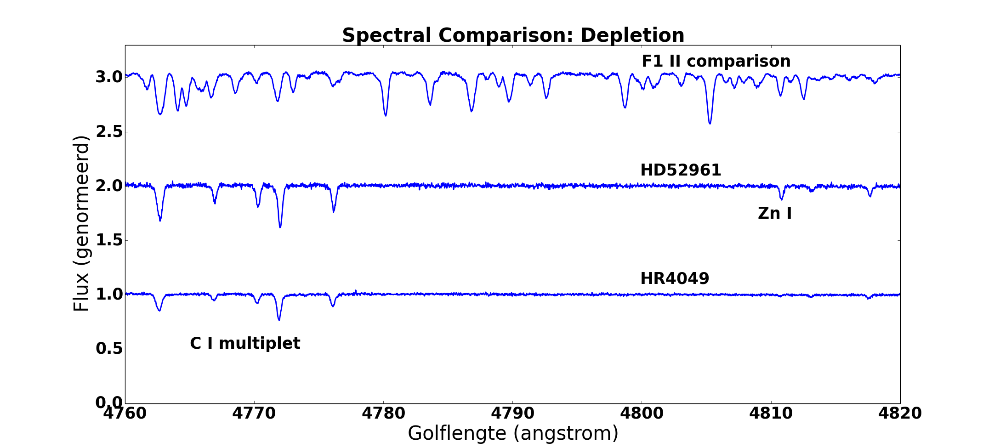 Spectral Comparison: Depletion
F1 II comparison
3.0
2.5
HD52961
2.0
Zn I
1.5
HR4049
1.0
C I multiplet
0.5
0.0
Flux (genormeerd)
4760 4770 4780 4790 4800 4810 4820
Golflengte (angstrom)